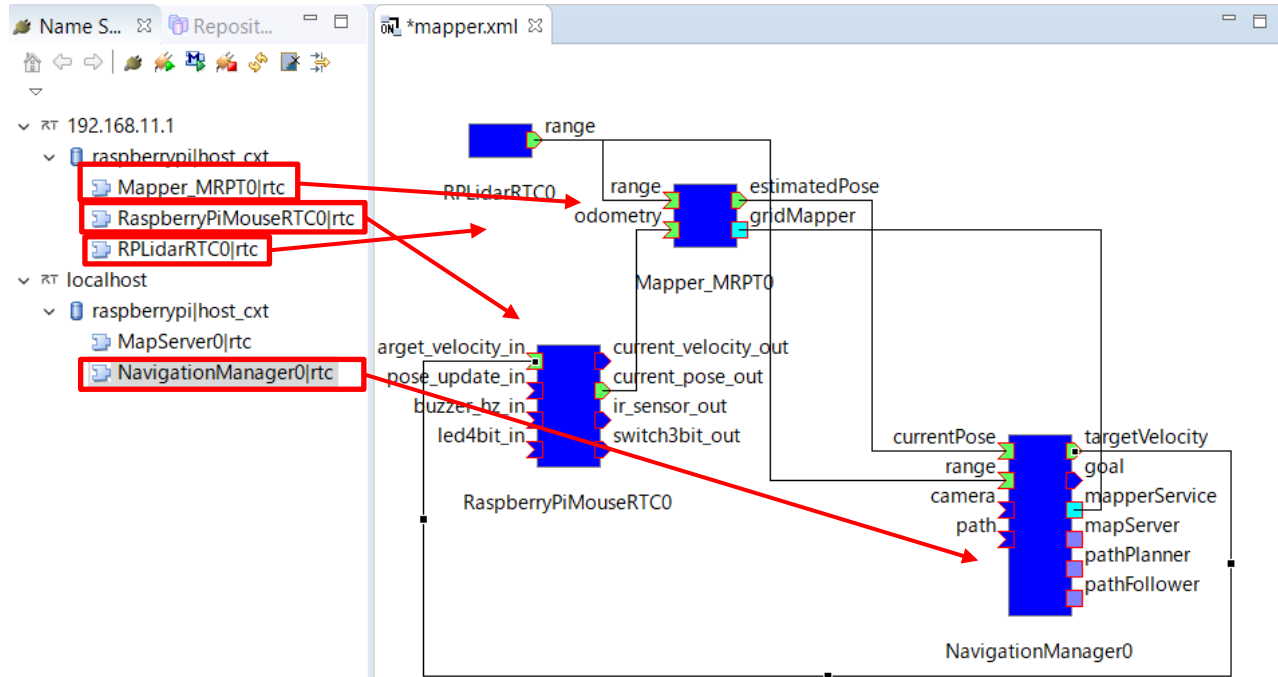 Name S...
Reposit...
*mapper.xml
192.168.11.1
raspberrypi|host_cxt
Mapper_MRPT0|rtc
RaspberryPiMouseRTC0|rtc
RPLidarRTC0|rtc
localhost
raspberrypi|host_cxt
MapServer0|rtc
NavigationManager0|rtc
range
RPLidarRTC0
range
odometry
estimatedPose
gridMapper
Mapper_MRPT0
arget_velocity_in
pose_update_in
buzzer_hz_in
led4bit_in
current_velocity_out
current_pose_out
ir_sensor_out
switch3bit_out
RaspberryPiMouseRTC0
currentPose
range
camera
path
targetVelocity
goal
mapperService
mapServer
pathPlanner
pathFollower
NavigationManager0